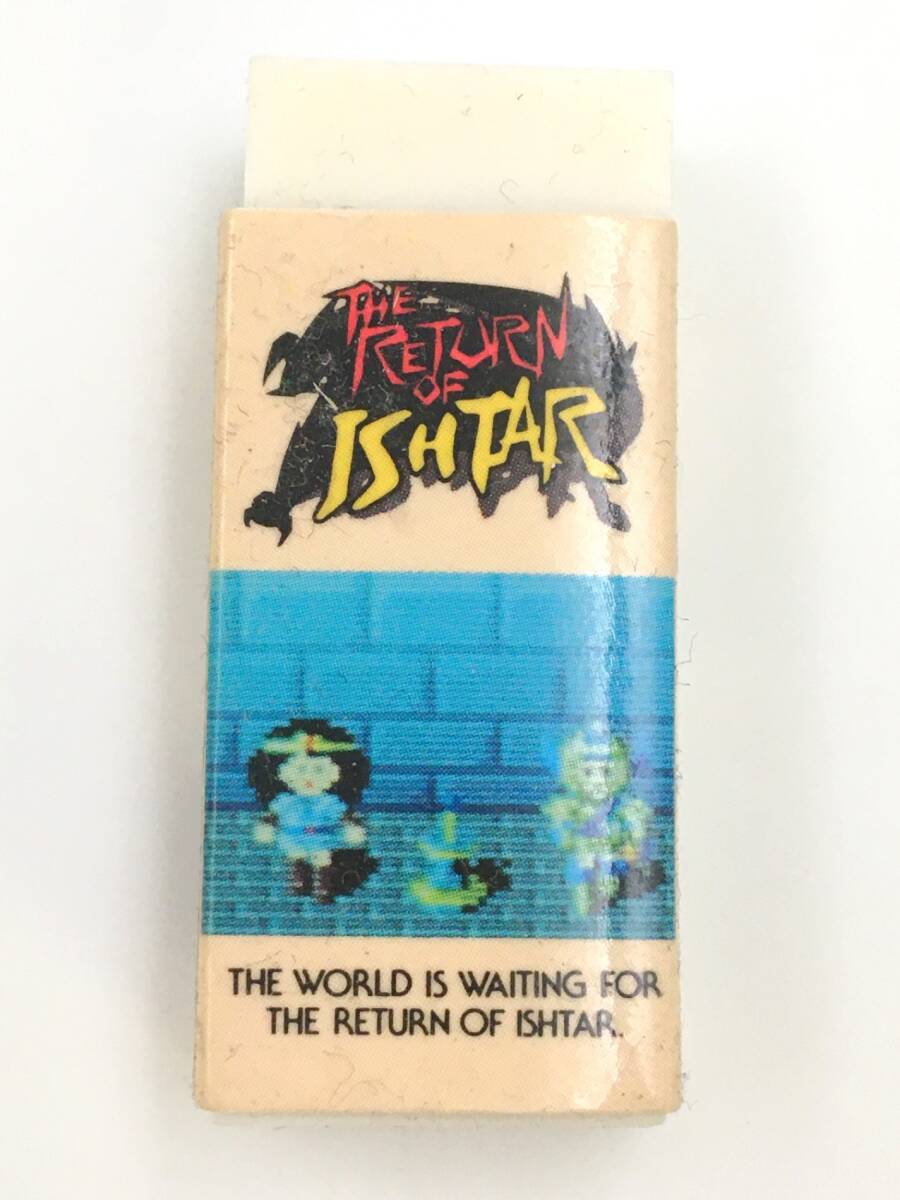 THE
RETURN
OF
ISHTAR
THE WORLD IS WAITING FOR
THE RETURN OF ISHTAR.